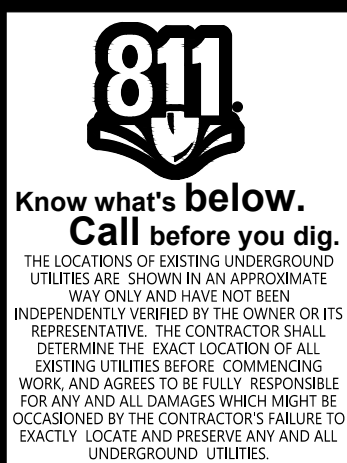 811.
Know what's below.
Call before you dig.
THE LOCATIONS OF EXISTING UNDERGROUND
UTILITIES ARE SHOWN IN AN APPROXIMATE
WAY ONLY AND HAVE NOT BEEN
INDEPENDENTLY VERIFIED BY THE OWNER OR ITS
REPRESENTATIVE. THE CONTRACTOR SHALL
DETERMINE THE EXACT LOCATION OF ALL
EXISTING UTILITIES BEFORE COMMENCING
WORK, AND AGREES TO BE FULLY RESPONSIBLE
FOR ANY AND ALL DAMAGES WHICH MIGHT BE
OCCASIONED BY THE CONTRACTOR'S FAILURE TO
EXACTLY LOCATE AND PRESERVE ANY AND ALL
UNDERGROUND UTILITIES.